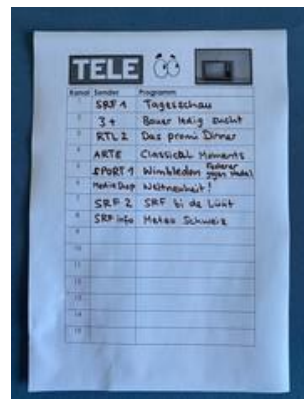 TELE
Kanal Sender Programm
1 SRF 1 Tagesschau
2 3+ Bauer ledig sucht
3 RTL 2 Das promi Dinner
4 ARTE Classical Moments
5 SPORT 1 Wimbledon Federer gegen Nadal
6 MediaShop Weltneuheit!
7 SRF 2 SRF bi de Lüüt
8 SRF info Meteo Schweiz
9
10
11
12
13
14
15